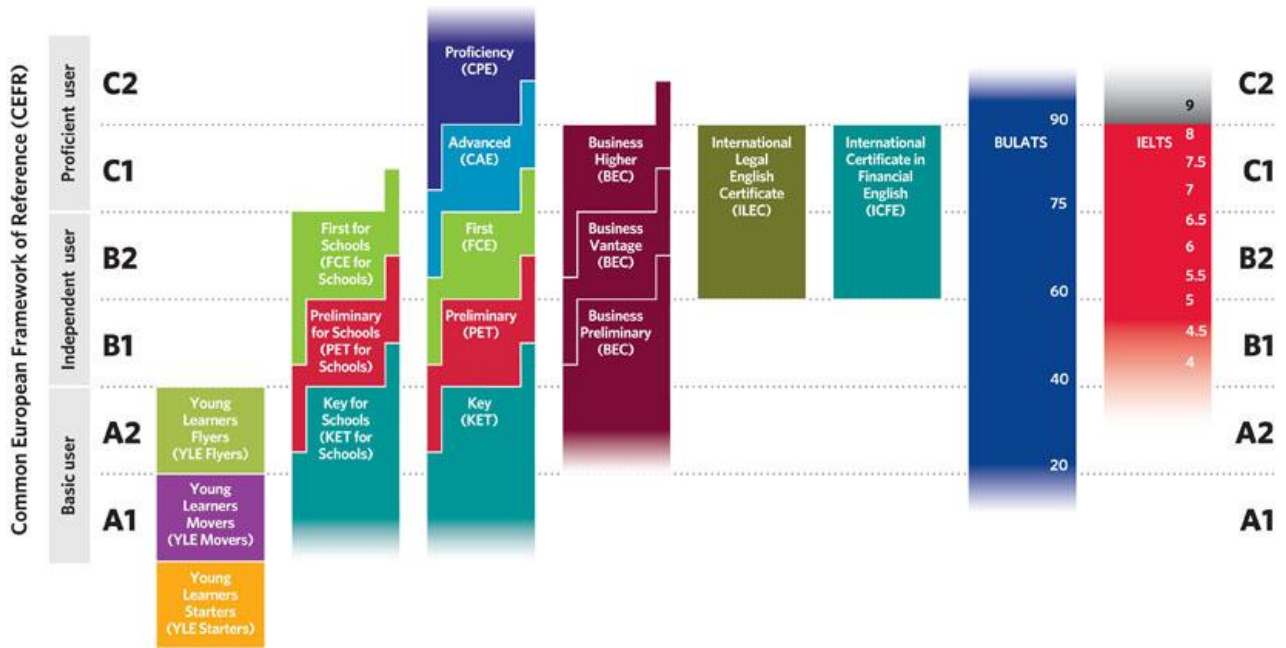 Common European Framework of Reference (CEFR)
Proficient user
Independent user
Basic user
C2
C1
B2
B1
A2
A1
Young
Learners
Flyers
(YLE Flyers)
Young
Learners
Movers
(YLE Movers)
Young
Learners
Starters
(YLE Starters)
First for
Schools
(FCE for
Schools)
Preliminary
for Schools
(PET for
Schools)
Key for
Schools
(KET for
Schools)
Proficiency
(CPE)
Advanced
(CAE)
First
(FCE)
Preliminary
(PET)
Key
(KET)
Business
Higher
(BEC)
Business
Vantage
(BEC)
Business
Preliminary
(BEC)
International
Legal
English
Certificate
(ILEC)
International
Certificate in
Financial
English
(ICFE)
90
BULATS
75
60
40
20
9
IELTS
8
7.5
7
6.5
6
5.5
5
4.5
4
C2
C1
B2
B1
A2
A1